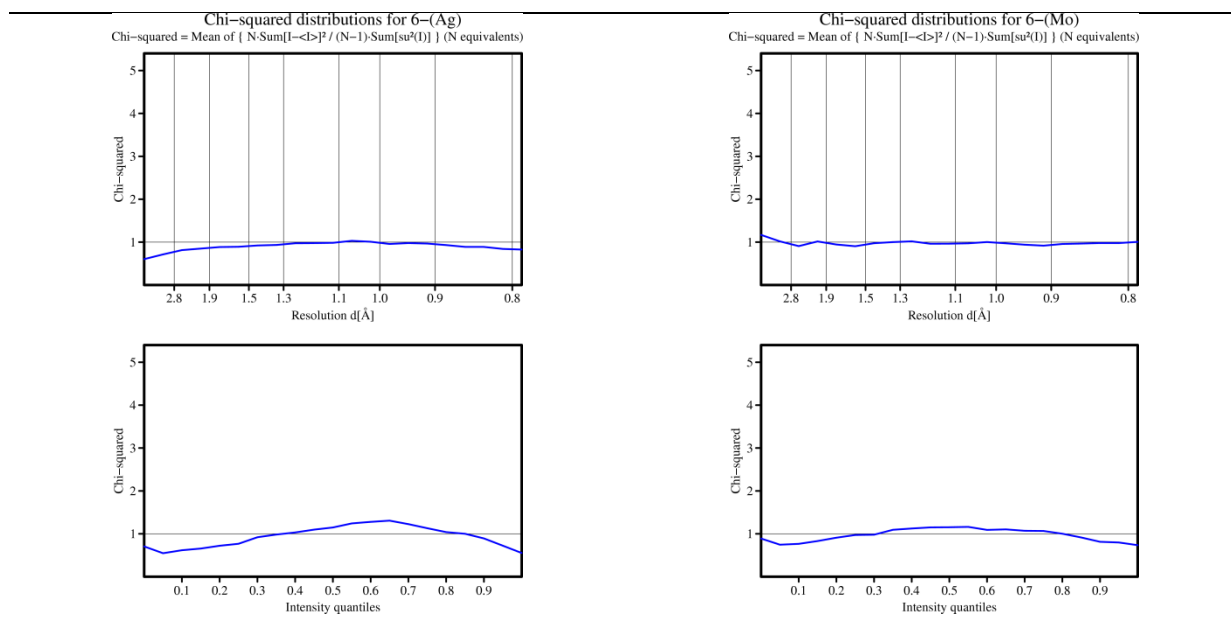 Chi−squared distributions for 6−(Ag)
Chi−squared = Mean of { N·Sum[I−<I>]² / (N−1)·Sum[su²(I)] } (N equivalents)
5
4
3
2
1
Chi−squared
2.8 1.9 1.5 1.3 1.1 1.0 0.9 0.8
Resolution d[Å]
5
4
3
2
1
Chi−squared
0.1 0.2 0.3 0.4 0.5 0.6 0.7 0.8 0.9
Intensity quantiles
Chi−squared distributions for 6−(Mo)
Chi−squared = Mean of { N·Sum[I−<I>]² / (N−1)·Sum[su²(I)] } (N equivalents)
5
4
3
2
1
Chi−squared
2.8 1.9 1.5 1.3 1.1 1.0 0.9 0.8
Resolution d[Å]
5
4
3
2
1
Chi−squared
0.1 0.2 0.3 0.4 0.5 0.6 0.7 0.8 0.9
Intensity quantiles